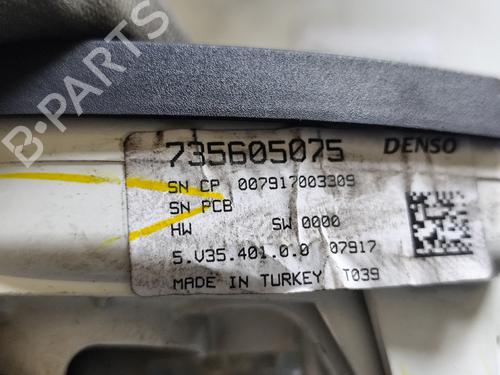 735605075 DENSO
SN CP 007917003309
SN PCB
HW SW 0000
5.V35.401.0.0 07917
MADE IN TURKEY T039
B-PARTS